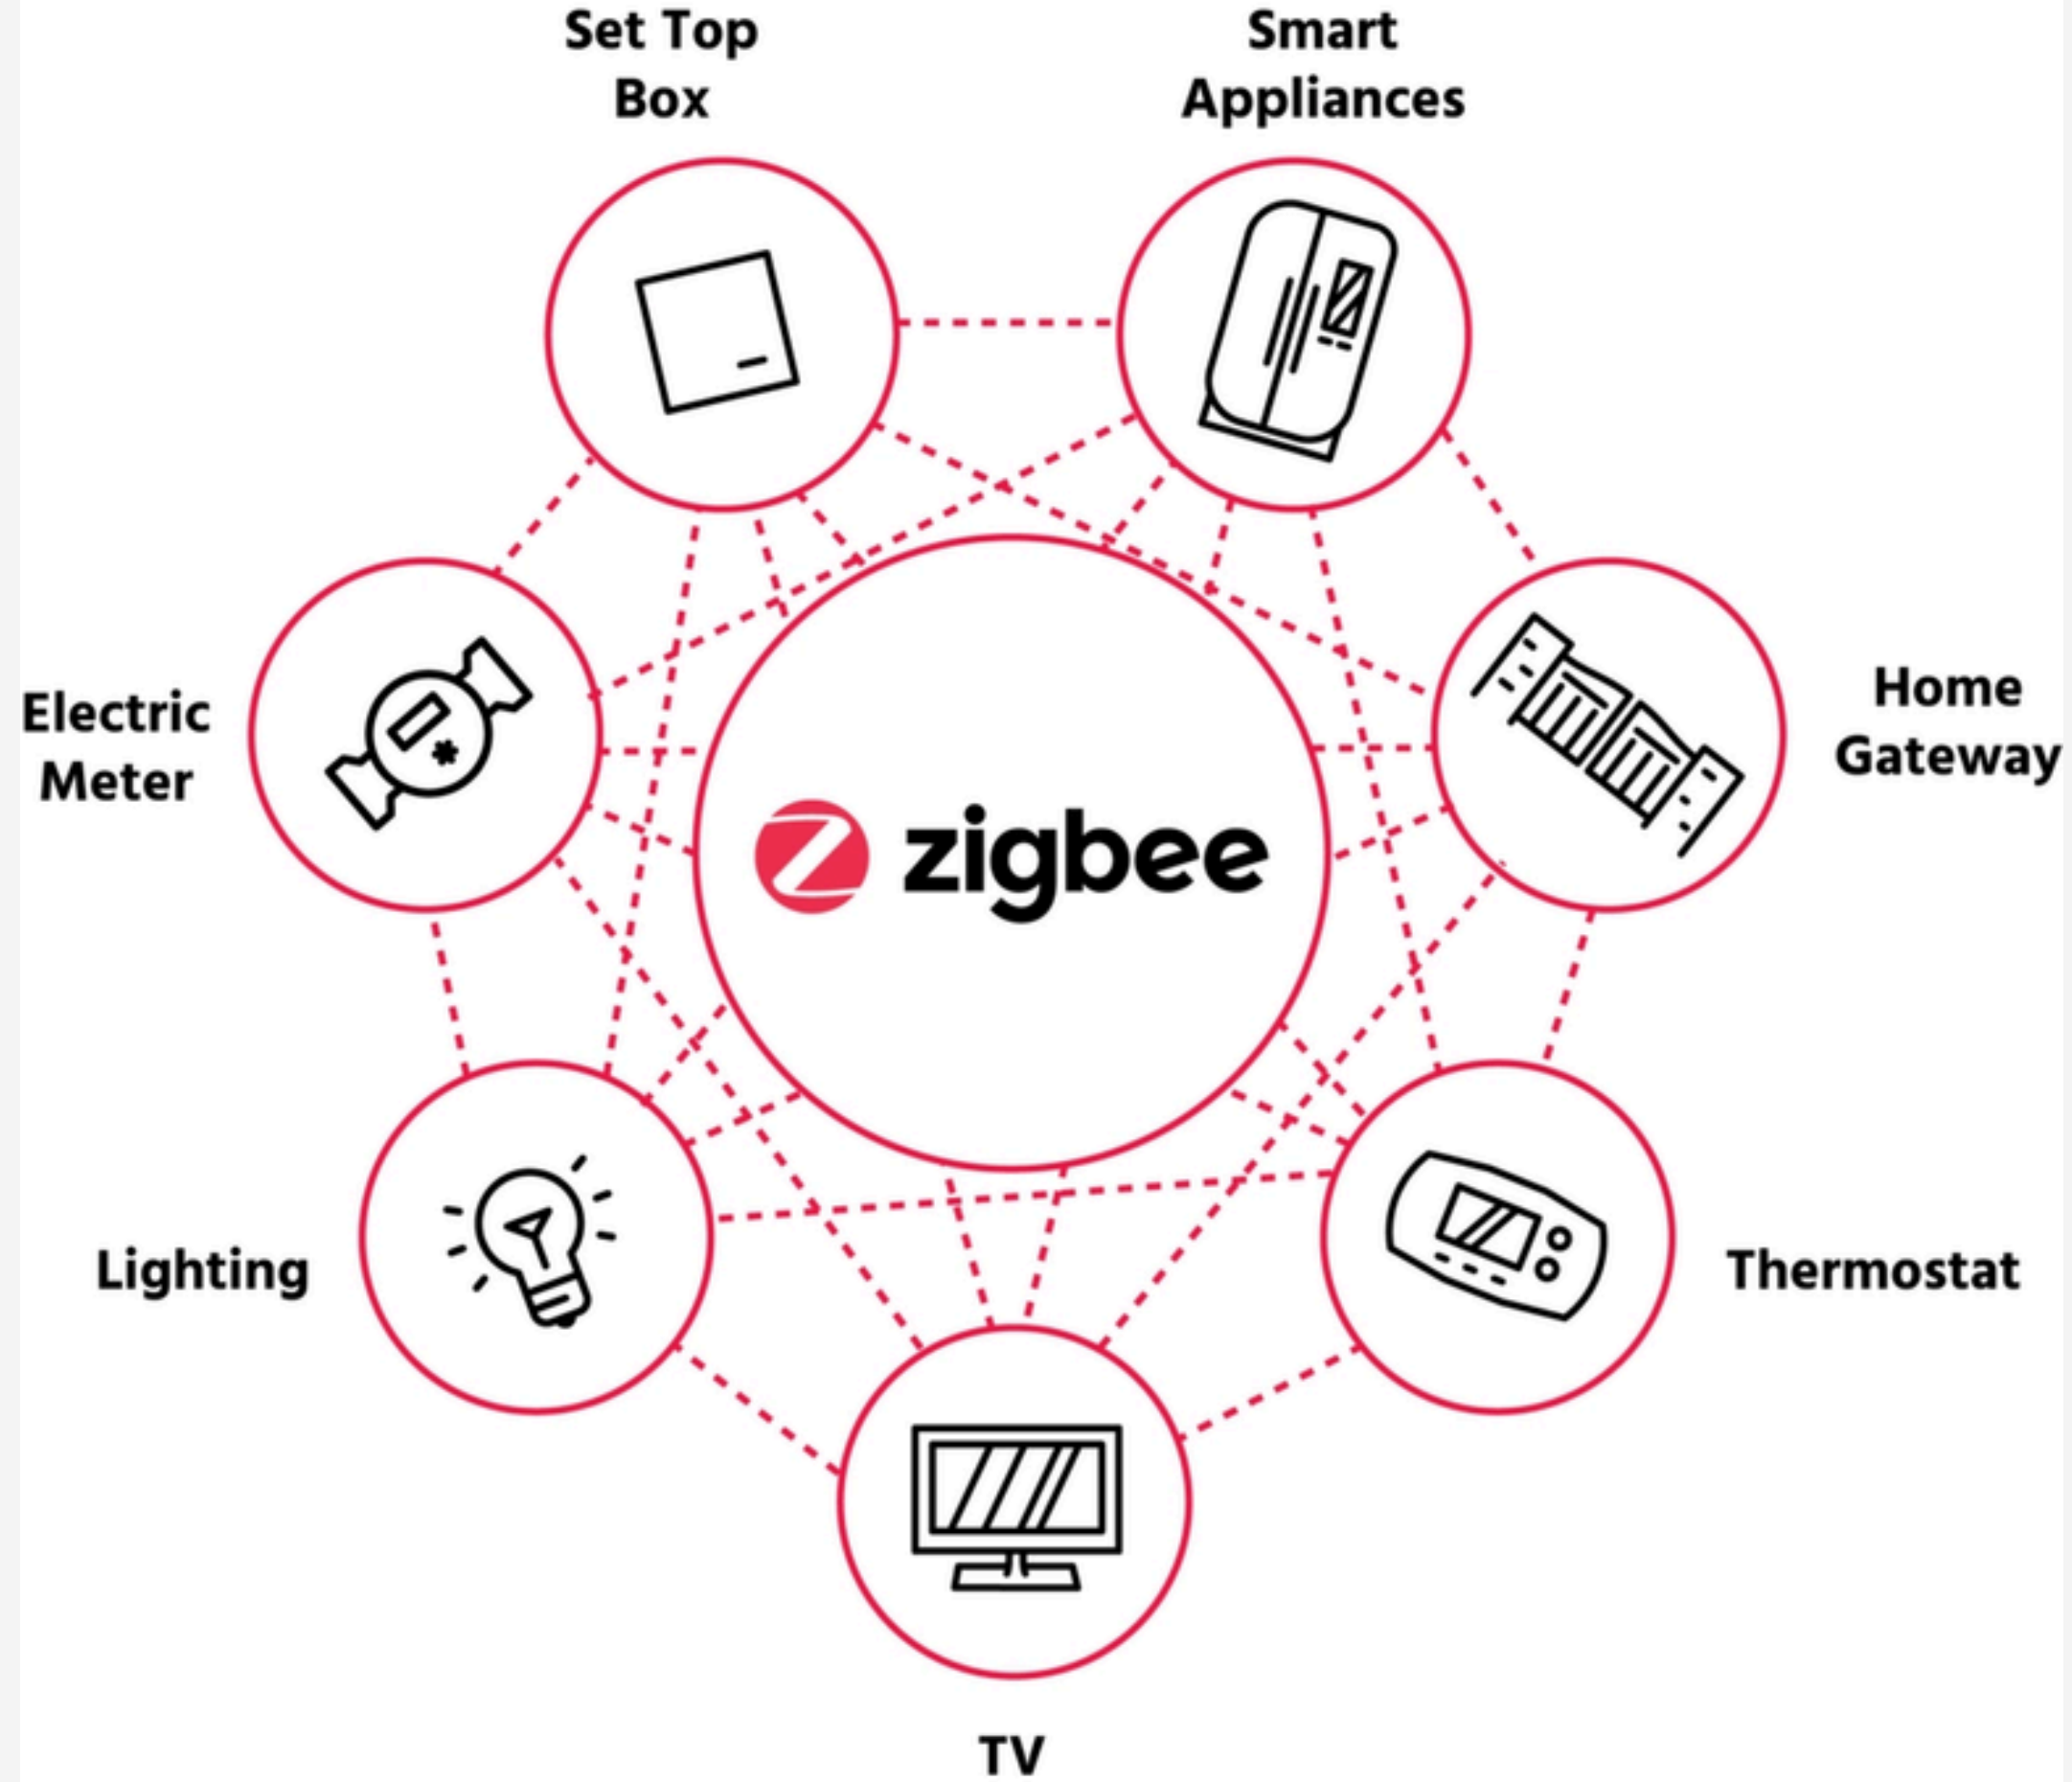 Set Top
Box
Smart
Appliances
Electric
Meter
Home
Gateway
zigbee
Lighting
Thermostat
TV